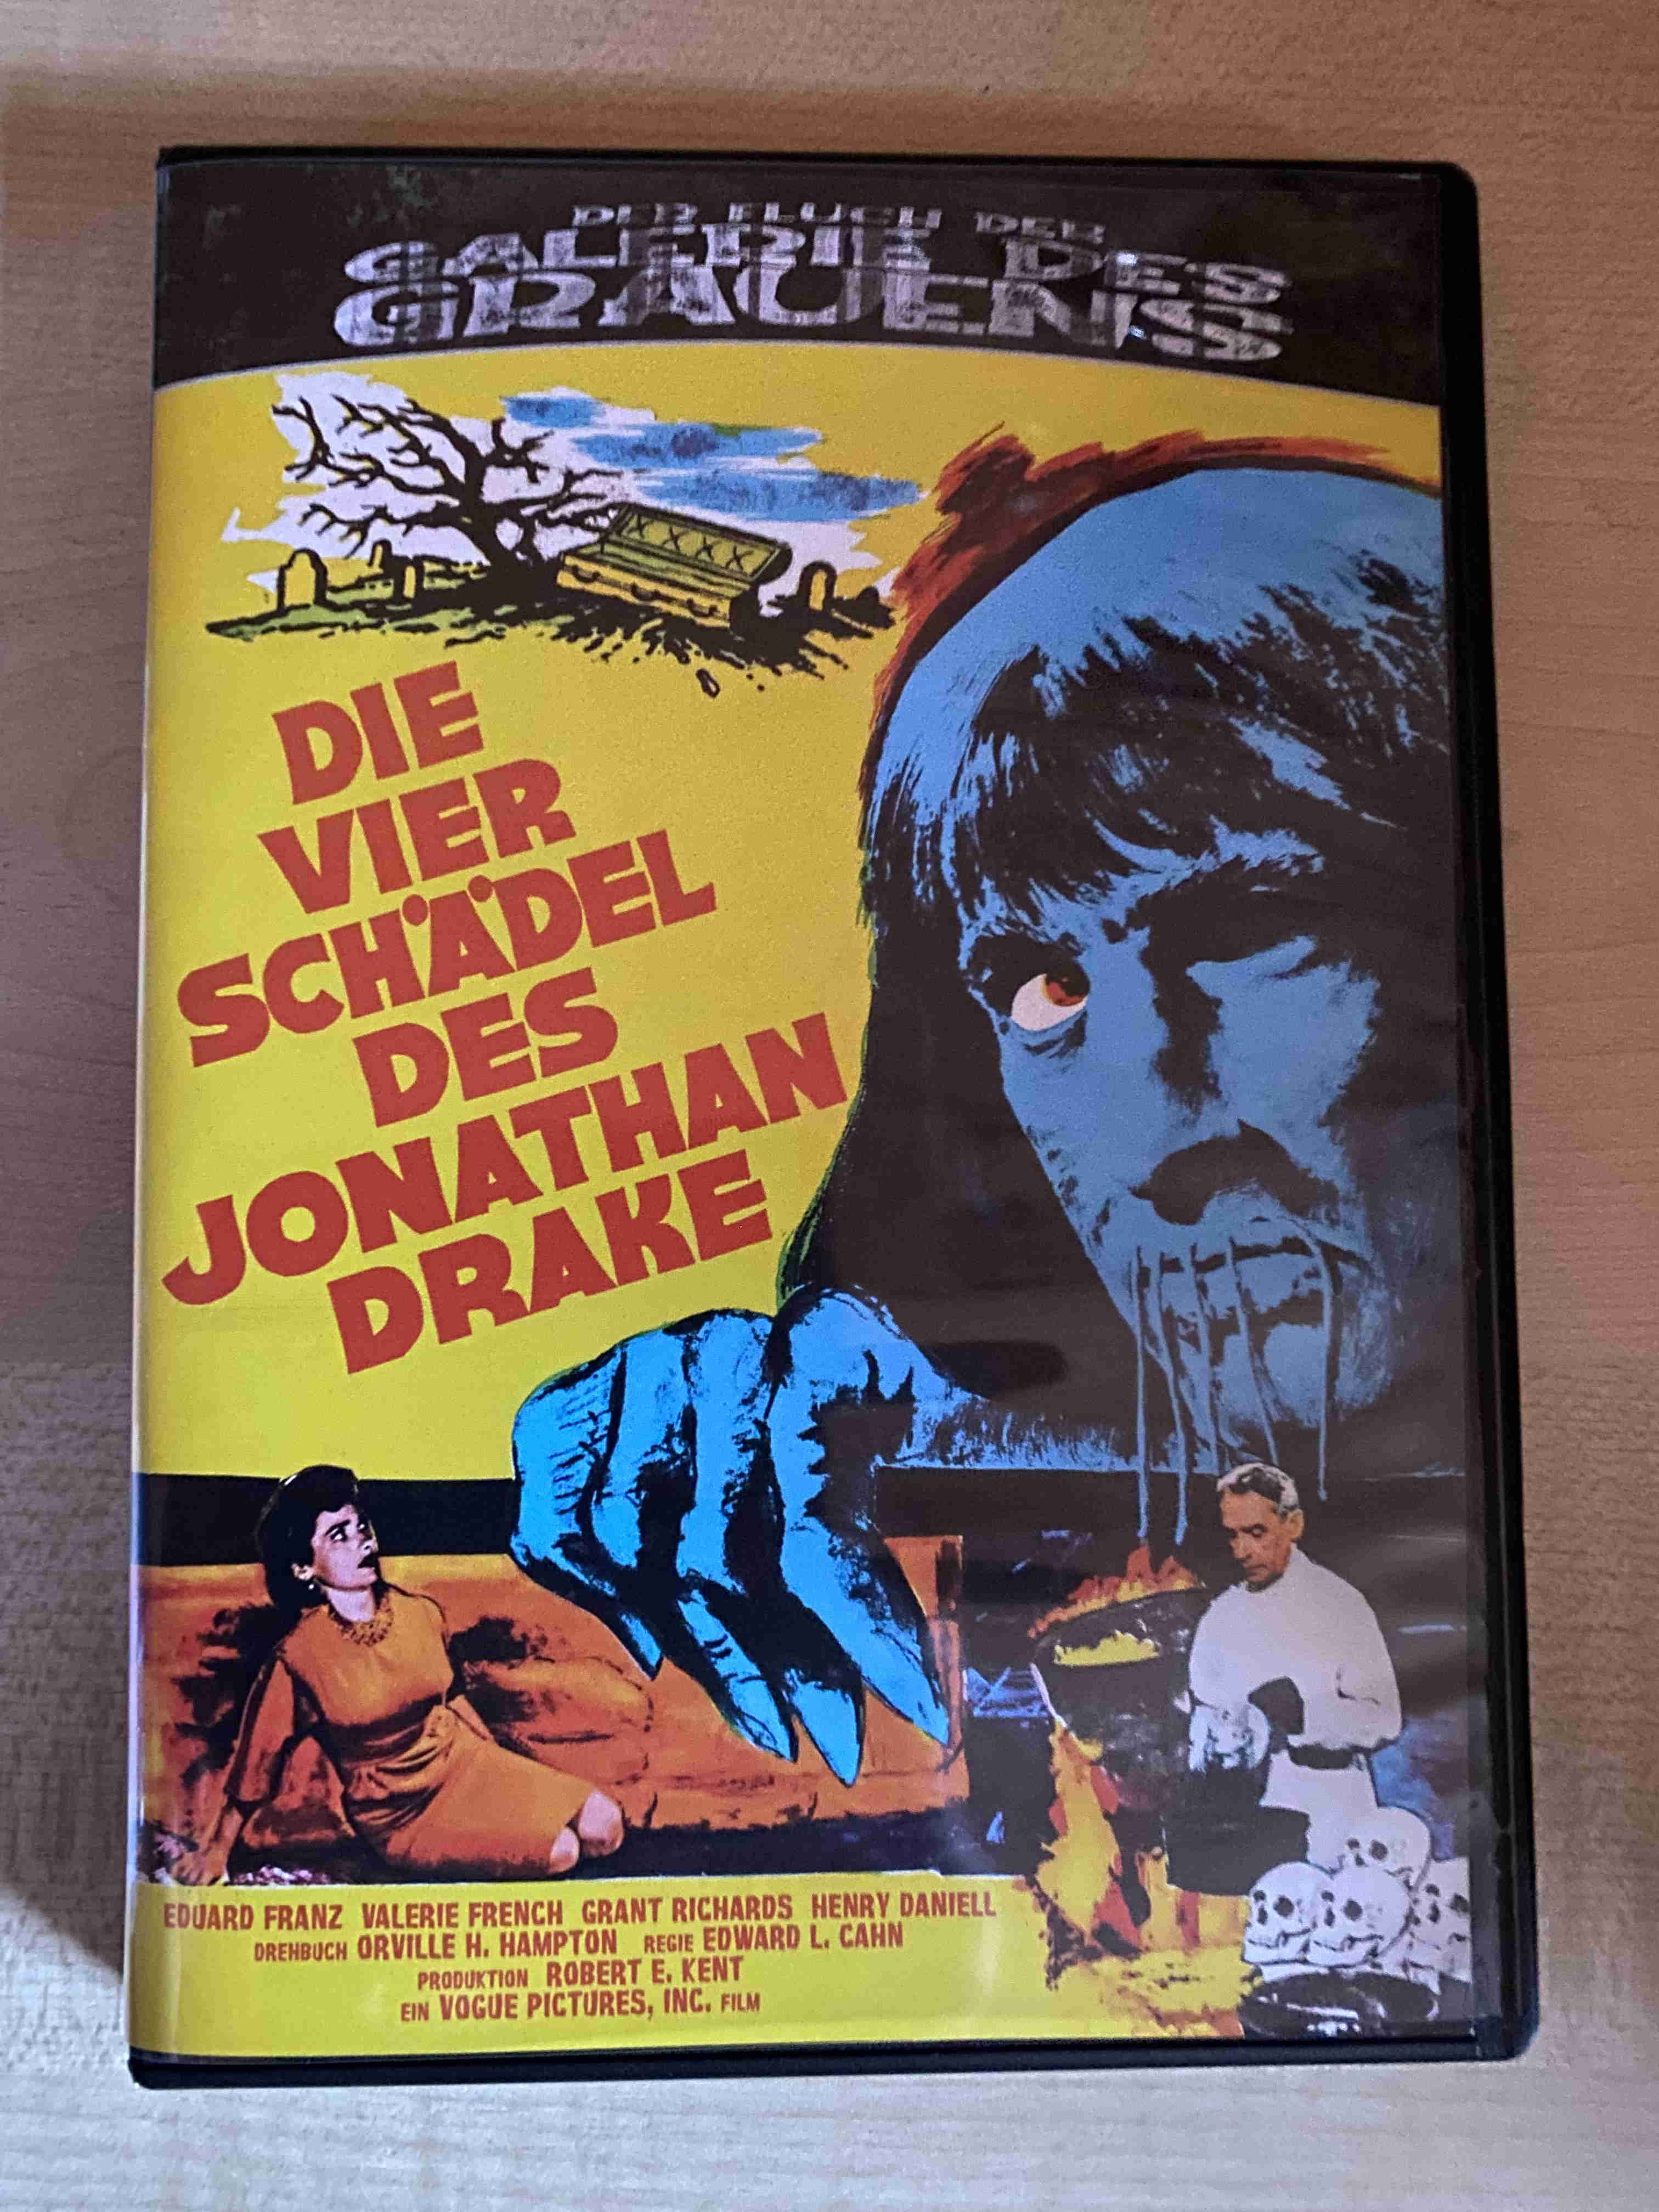 DER FLUCH DER
GALERIE DES
GRAUENS
DIE
VIER
SCHÄDEL
DES
JONATHAN
DRAKE
EDUARD FRANZ VALERIE FRENCH GRANT RICHARDS HENRY DANIELL
DREHBUCH ORVILLE H. HAMPTON REGIE EDWARD L. CAHN
PRODUKTION ROBERT E. KENT
EIN VOGUE PICTURES, INC. FILM